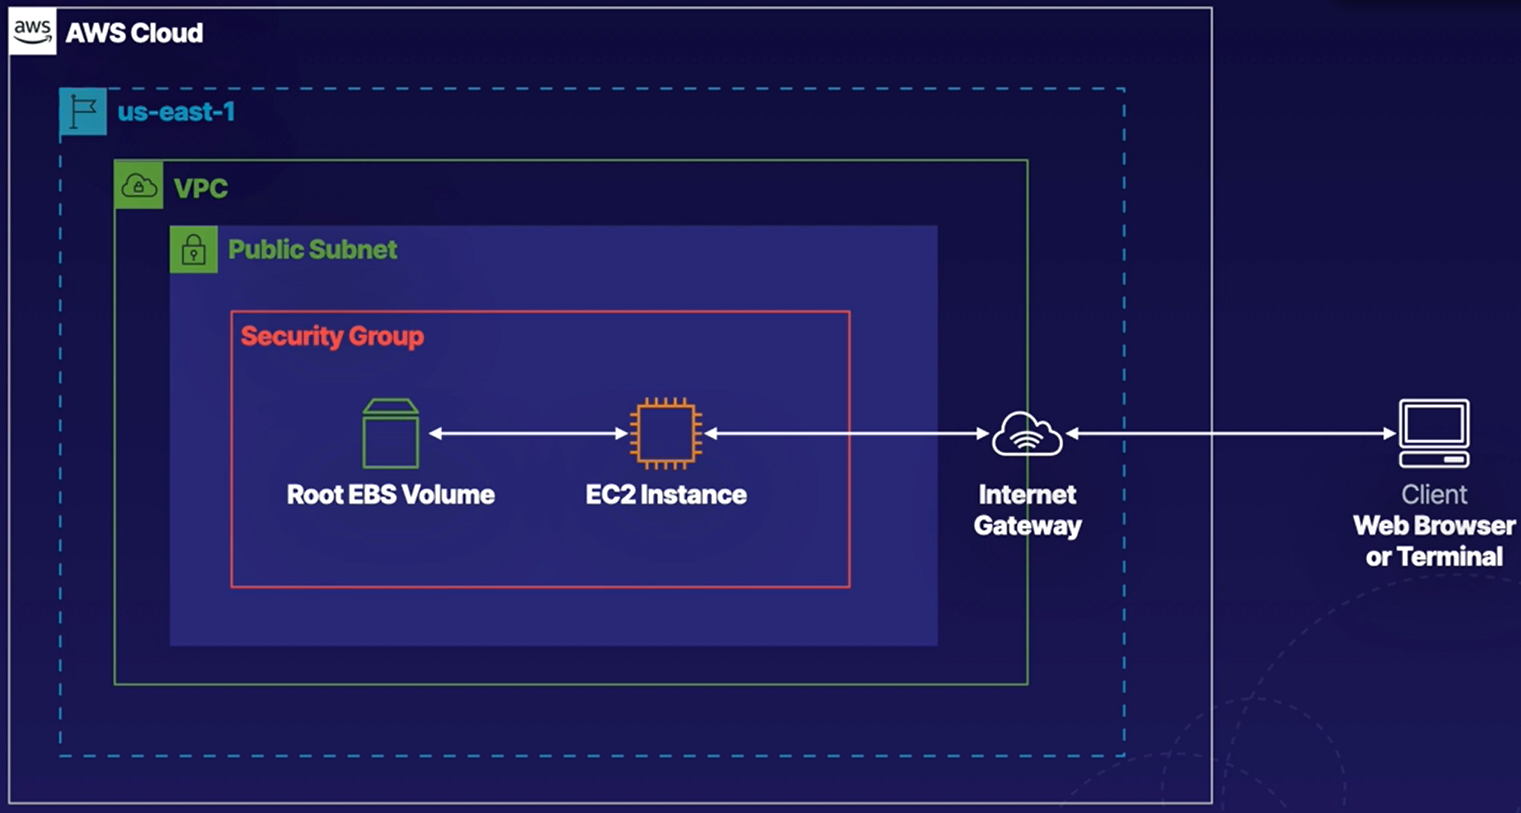 aws
AWS Cloud
us-east-1
VPC
Public Subnet
Security Group
Root EBS Volume
EC2 Instance
Internet
Gateway
Client
Web Browser
or Terminal